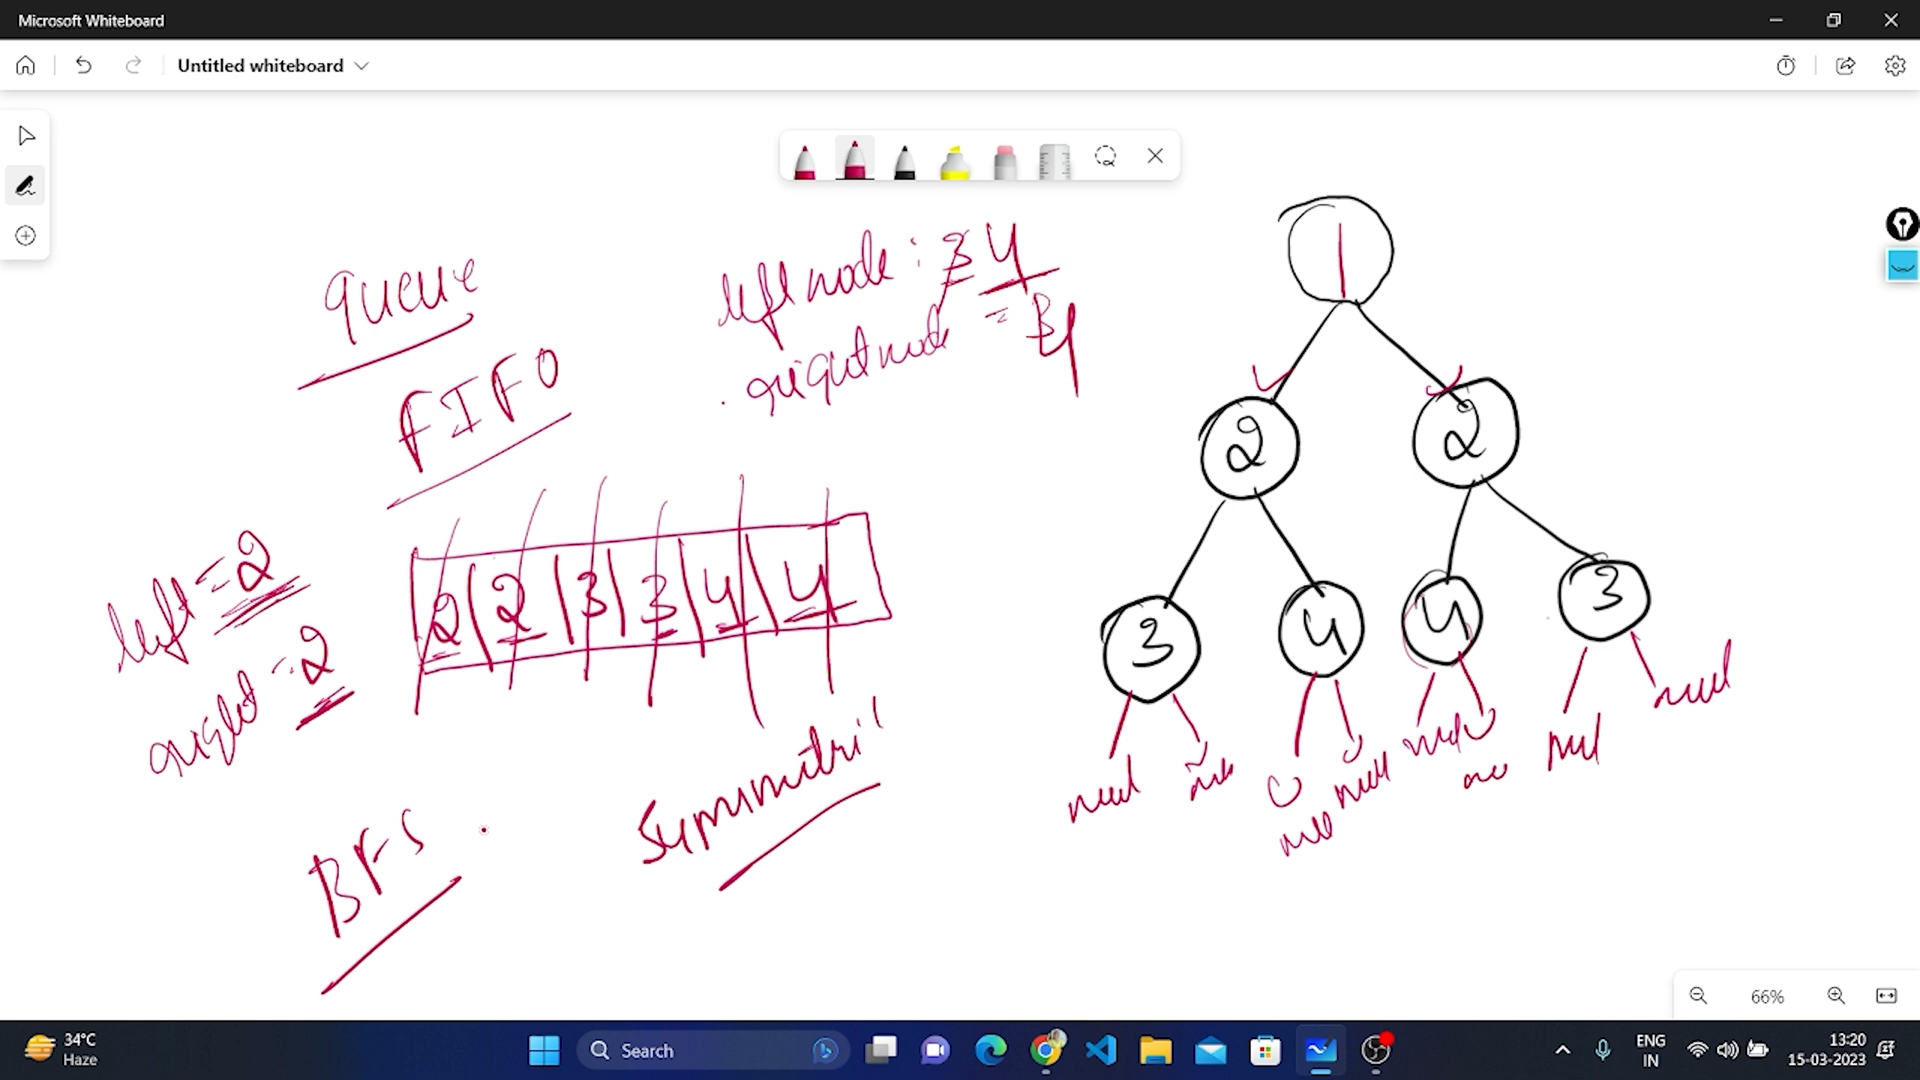 Microsoft Whiteboard
Untitled whiteboard
queue
FIFO
left node : 3 4
right node = 3 4
left = 2
right = 2
2 | 2 | 3 | 3 | 4 | 4
BFS
1
2 2
3 4 4 3
null null
null null
null
null
66%
34°C
Haze
Search
ENG
IN
13:20
15-03-2023